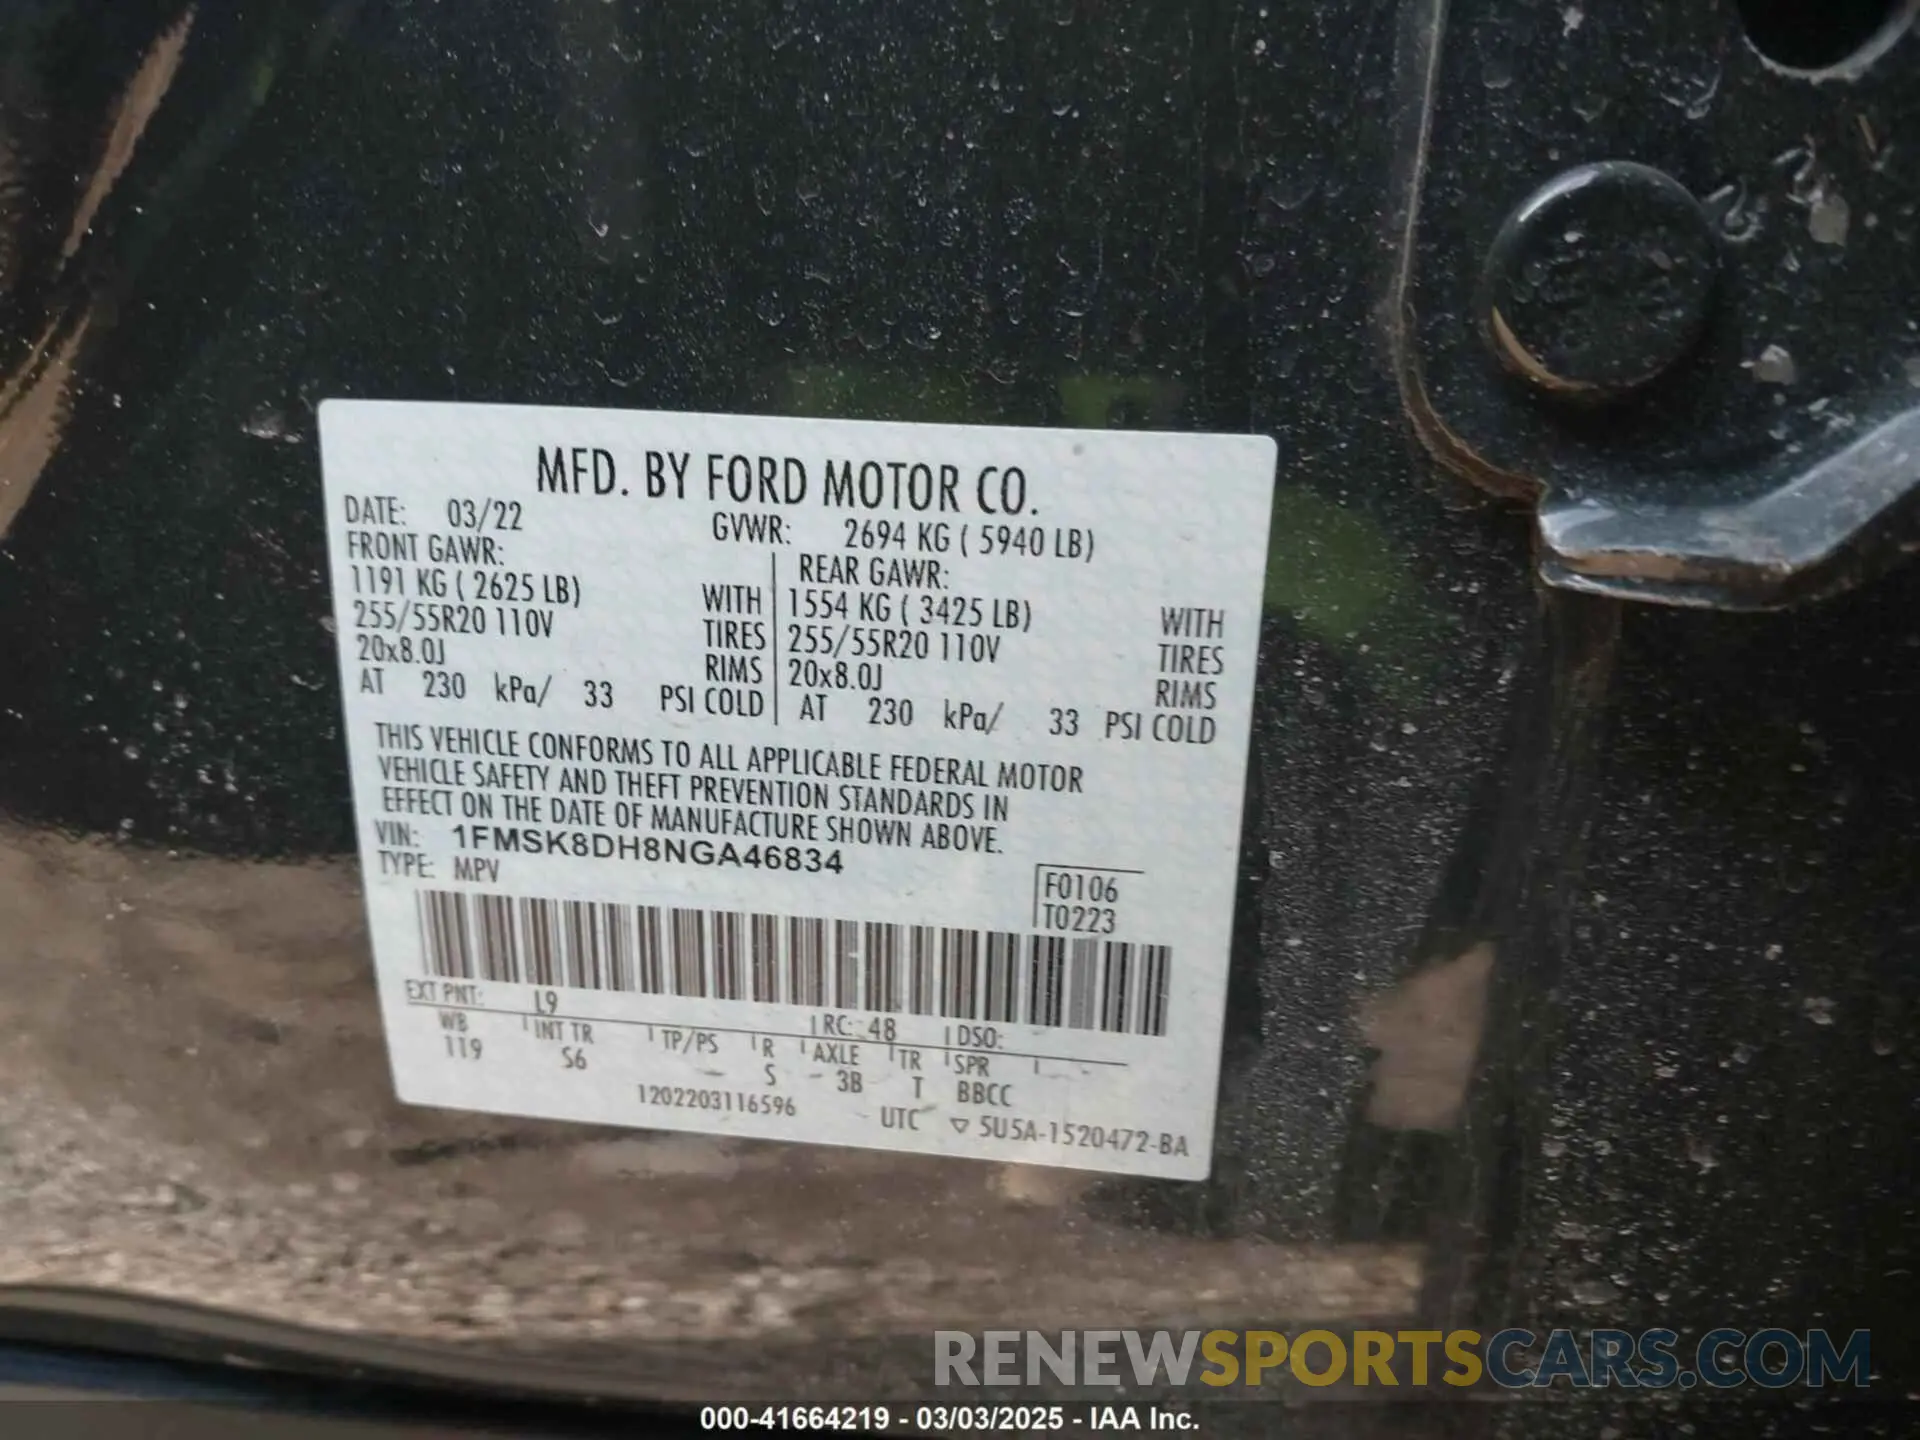 MFD. BY FORD MOTOR CO.
DATE: 03/22 GVWR: 2694 KG ( 5940 LB)
FRONT GAWR: REAR GAWR:
1191 KG ( 2625 LB) WITH 1554 KG ( 3425 LB) WITH
255/55R20 110V TIRES 255/55R20 110V TIRES
20x8.0J RIMS 20x8.0J RIMS
AT 230 kPa/ 33 PSI COLD AT 230 kPa/ 33 PSI COLD
THIS VEHICLE CONFORMS TO ALL APPLICABLE FEDERAL MOTOR
VEHICLE SAFETY AND THEFT PREVENTION STANDARDS IN
EFFECT ON THE DATE OF MANUFACTURE SHOWN ABOVE.
VIN: 1FMSK8DH8NGA46834
TYPE: MPV
F0106
T0223
EXT PNT: L9 RC: 48 DSO:
WB INT TR TP/PS R AXLE TR SPR
119 S6 S 3B T BBCC
1202203116596 UTC ▽ 5U5A-1520472-BA
RENEWSPORTSCARS.COM
000-41664219 - 03/03/2025 - IAA Inc.